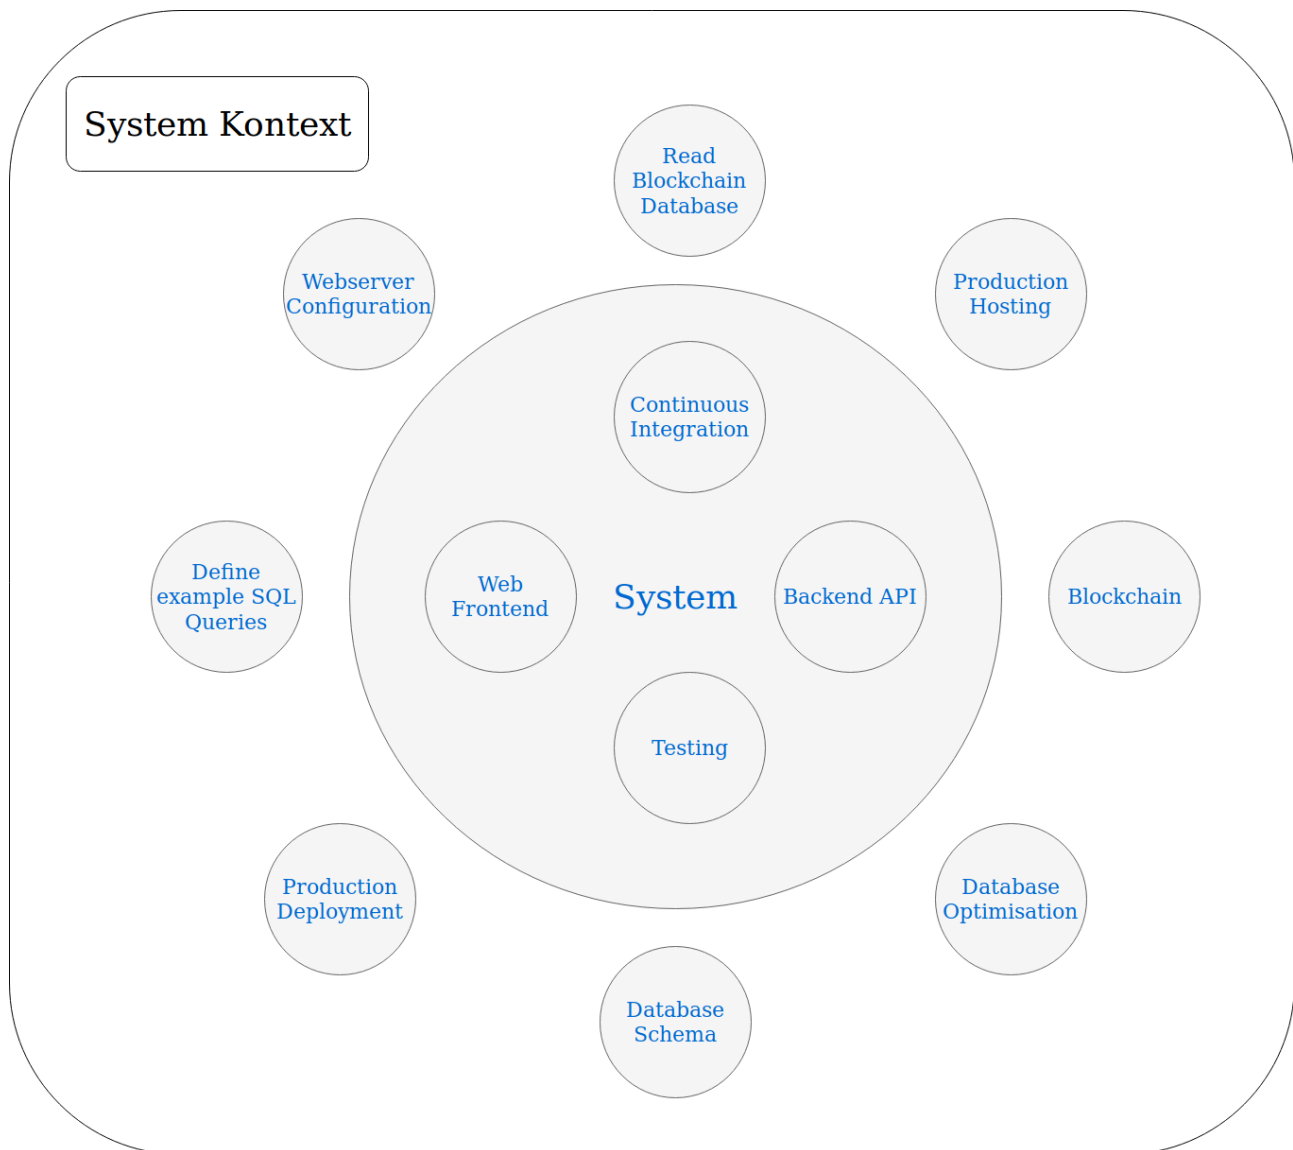 System Kontext
Read
Blockchain
Database
Webserver
Configuration
Production
Hosting
Continuous
Integration
Define
example SQL
Queries
Web
Frontend
System
Backend API
Blockchain
Testing
Production
Deployment
Database
Optimisation
Database
Schema